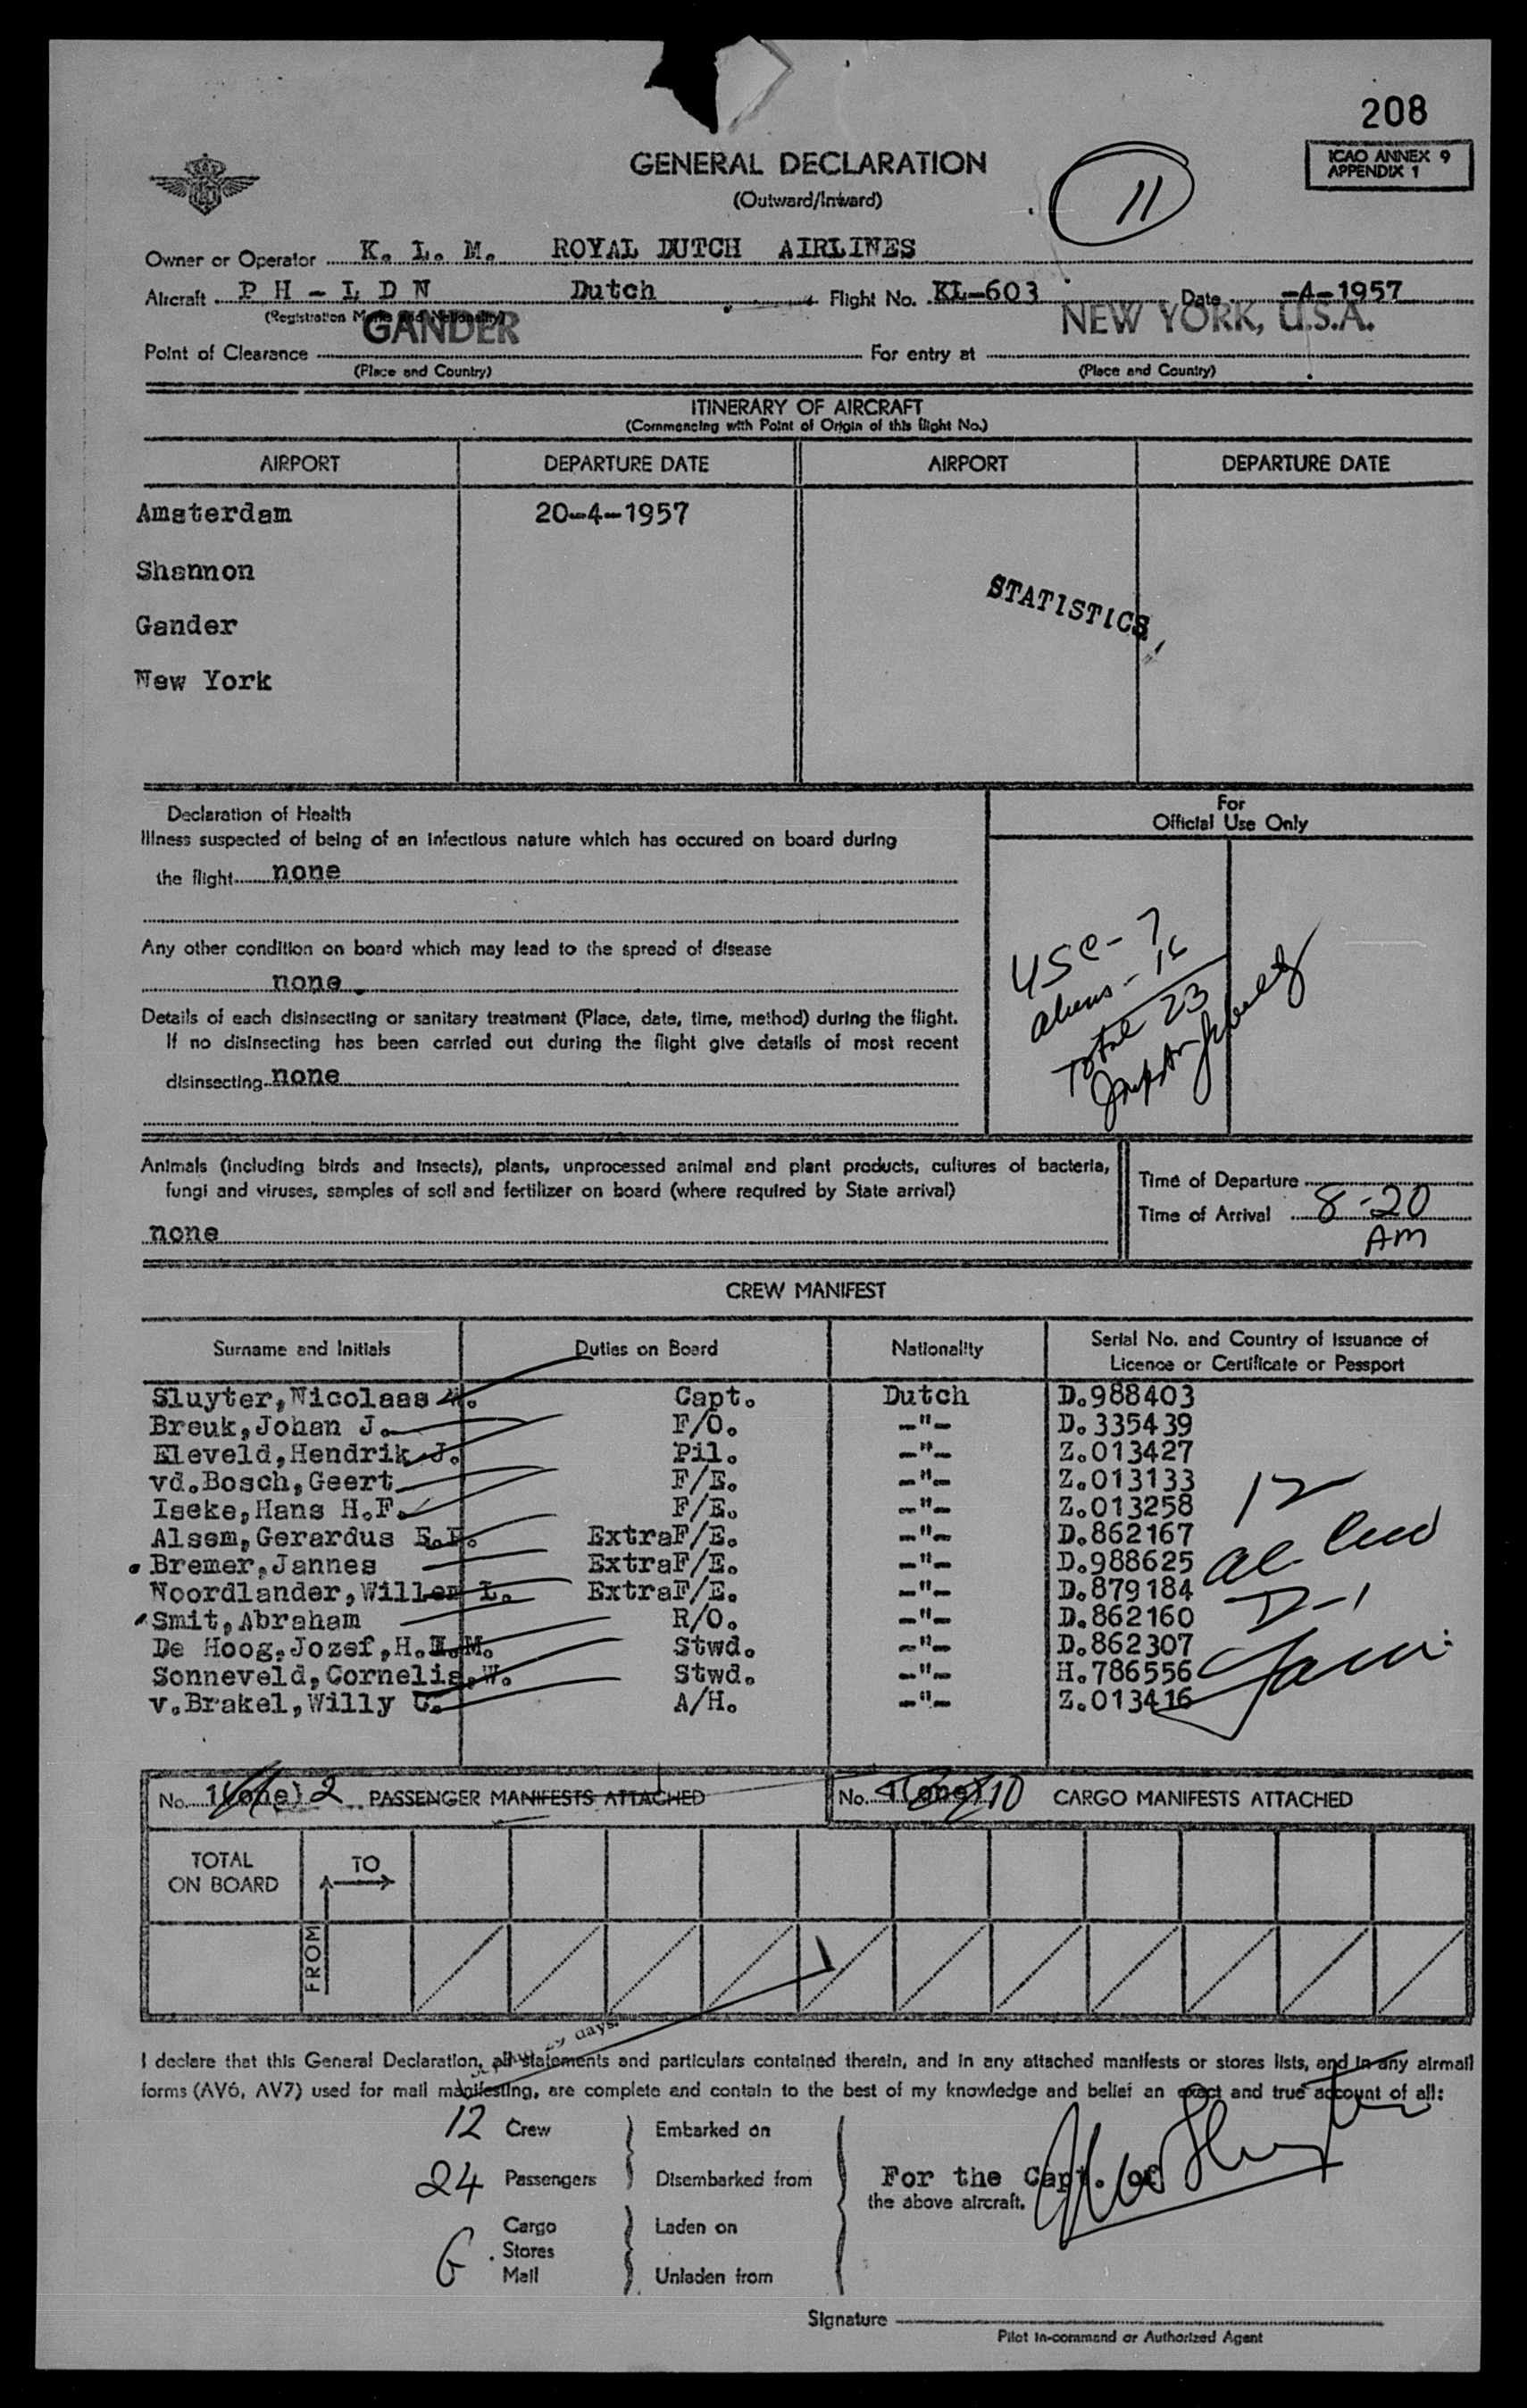 208
ICAO ANNEX 9
APPENDIX 1
GENERAL DECLARATION
(Outward/Inward)
11
Owner or Operator K. L. M. ROYAL DUTCH AIRLINES
Aircraft P H - L D N Dutch Flight No. KL-603 Date -4-1957
(Registration Marks and Nationality)
GANDER NEW YORK, U.S.A.
Point of Clearance For entry at
(Place and Country) (Place and Country)
ITINERARY OF AIRCRAFT
(Commencing with Point of Origin of this flight No.)
AIRPORT DEPARTURE DATE AIRPORT DEPARTURE DATE
Amsterdam 20-4-1957
Shannon
STATISTICS
Gander
New York
Declaration of Health
Illness suspected of being of an infectious nature which has occured on board during
the flight none
Any other condition on board which may lead to the spread of disease
none
Details of each disinsecting or sanitary treatment (Place, date, time, method) during the flight.
If no disinsecting has been carried out during the flight give details of most recent
disinsecting none
For
Official Use Only
USC - 7
aliens - 16
Total 23
Animals (including birds and insects), plants, unprocessed animal and plant products, cultures of bacteria,
fungi and viruses, samples of soil and fertilizer on board (where required by State arrival)
none
Time of Departure
Time of Arrival 8-20
AM
CREW MANIFEST
Surname and Initials Duties on Board Nationality Serial No. and Country of Issuance of
Licence or Certificate or Passport
Sluyter, Nicolaas W. Capt. Dutch D.988403
Breuk, Johan J. F/O. -"- D.335439
Eleveld, Hendrik J. Pil. -"- Z.013427
vd.Bosch, Geert F/E. -"- Z.013133
Iseke, Hans H.F. F/E. -"- Z.013258
Alsem, Gerardus ExtraF/E. -"- D.862167
Bremer, Jannes ExtraF/E. -"- D.988625
Noordlander, Willem L. ExtraF/E. -"- D.879184
Smit, Abraham R/O. -"- D.862160
De Hoog, Jozef, H.H.M. Stwd. -"- D.862307
Sonneveld, Cornelis, W. Stwd. -"- H.786556
v.Brakel, Willy C. A/H. -"- Z.013416
12
D-1
No. 1(one) 2 PASSENGER MANIFESTS ATTACHED No. 1(one) 10 CARGO MANIFESTS ATTACHED
TOTAL
ON BOARD
TO
FROM
29 days.
I declare that this General Declaration, all statements and particulars contained therein, and in any attached manifests or stores lists, and in any airmail
forms (AV6, AV7) used for mail manifesting, are complete and contain to the best of my knowledge and belief an exact and true account of all:
12 Crew Embarked on
24 Passengers Disembarked from
For the Capt. of
the above aircraft.
Cargo Laden on
6 Stores
Mail Unladen from
Signature
Pilot in-command or Authorized Agent